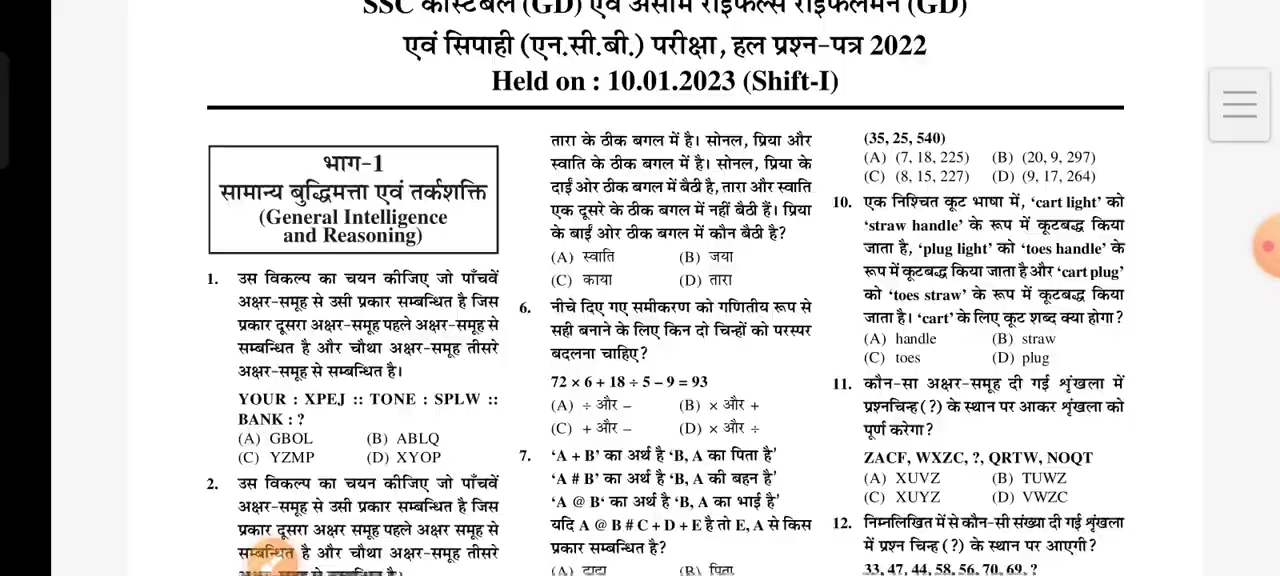 SSC कांस्टेबल (GD) एवं असम राइफल्स राइफलमैन (GD)
एवं सिपाही (एन.सी.बी.) परीक्षा, हल प्रश्न-पत्र 2022
Held on : 10.01.2023 (Shift-I)
भाग-1
सामान्य बुद्धिमत्ता एवं तर्कशक्ति
(General Intelligence
and Reasoning)
1. उस विकल्प का चयन कीजिए जो पाँचवें
अक्षर-समूह से उसी प्रकार सम्बन्धित है जिस
प्रकार दूसरा अक्षर-समूह पहले अक्षर-समूह से
सम्बन्धित है और चौथा अक्षर-समूह तीसरे
अक्षर-समूह से सम्बन्धित है।
YOUR : XPEJ :: TONE : SPLW ::
BANK : ?
(A) GBOL (B) ABLQ
(C) YZMP (D) XYOP
2. उस विकल्प का चयन कीजिए जो पाँचवें
अक्षर-समूह से उसी प्रकार सम्बन्धित है जिस
प्रकार दूसरा अक्षर समूह पहले अक्षर-समूह से
सम्बन्धित है और चौथा अक्षर-समूह तीसरे
तारा के ठीक बगल में है। सोनल, प्रिया और
स्वाति के ठीक बगल में है। सोनल, प्रिया के
दाईं ओर ठीक बगल में बैठी है, तारा और स्वाति
एक दूसरे के ठीक बगल में नहीं बैठी हैं। प्रिया
के बाईं ओर ठीक बगल में कौन बैठी है?
(A) स्वाति (B) जया
(C) काया (D) तारा
6. नीचे दिए गए समीकरण को गणितीय रूप से
सही बनाने के लिए किन दो चिन्हों को परस्पर
बदलना चाहिए?
72 × 6 + 18 ÷ 5 – 9 = 93
(A) ÷ और – (B) × और +
(C) + और – (D) × और ÷
7. ‘A + B’ का अर्थ है ‘B, A का पिता है’
‘A # B’ का अर्थ है ‘B, A की बहन है’
‘A @ B‘ का अर्थ है ‘B, A का भाई है’
यदि A @ B # C + D + E है तो E, A से किस
प्रकार सम्बन्धित है?
(A) दादा (B) पिता
(35, 25, 540)
(A) (7, 18, 225) (B) (20, 9, 297)
(C) (8, 15, 227) (D) (9, 17, 264)
10. एक निश्चित कूट भाषा में, ‘cart light’ को
‘straw handle’ के रूप में कूटबद्ध किया
जाता है, ‘plug light’ को ‘toes handle’ के
रूप में कूटबद्ध किया जाता है और ‘cart plug’
को ‘toes straw’ के रूप में कूटबद्ध किया
जाता है। ‘cart’ के लिए कूट शब्द क्या होगा?
(A) handle (B) straw
(C) toes (D) plug
11. कौन-सा अक्षर-समूह दी गई शृंखला में
प्रश्नचिन्ह (?) के स्थान पर आकर शृंखला को
पूर्ण करेगा?
ZACF, WXZC, ?, QRTW, NOQT
(A) XUVZ (B) TUWZ
(C) XUYZ (D) VWZC
12. निम्नलिखित में से कौन-सी संख्या दी गई शृंखला
में प्रश्न चिन्ह (?) के स्थान पर आएगी?
33, 47, 44, 58, 56, 70, 69, ?